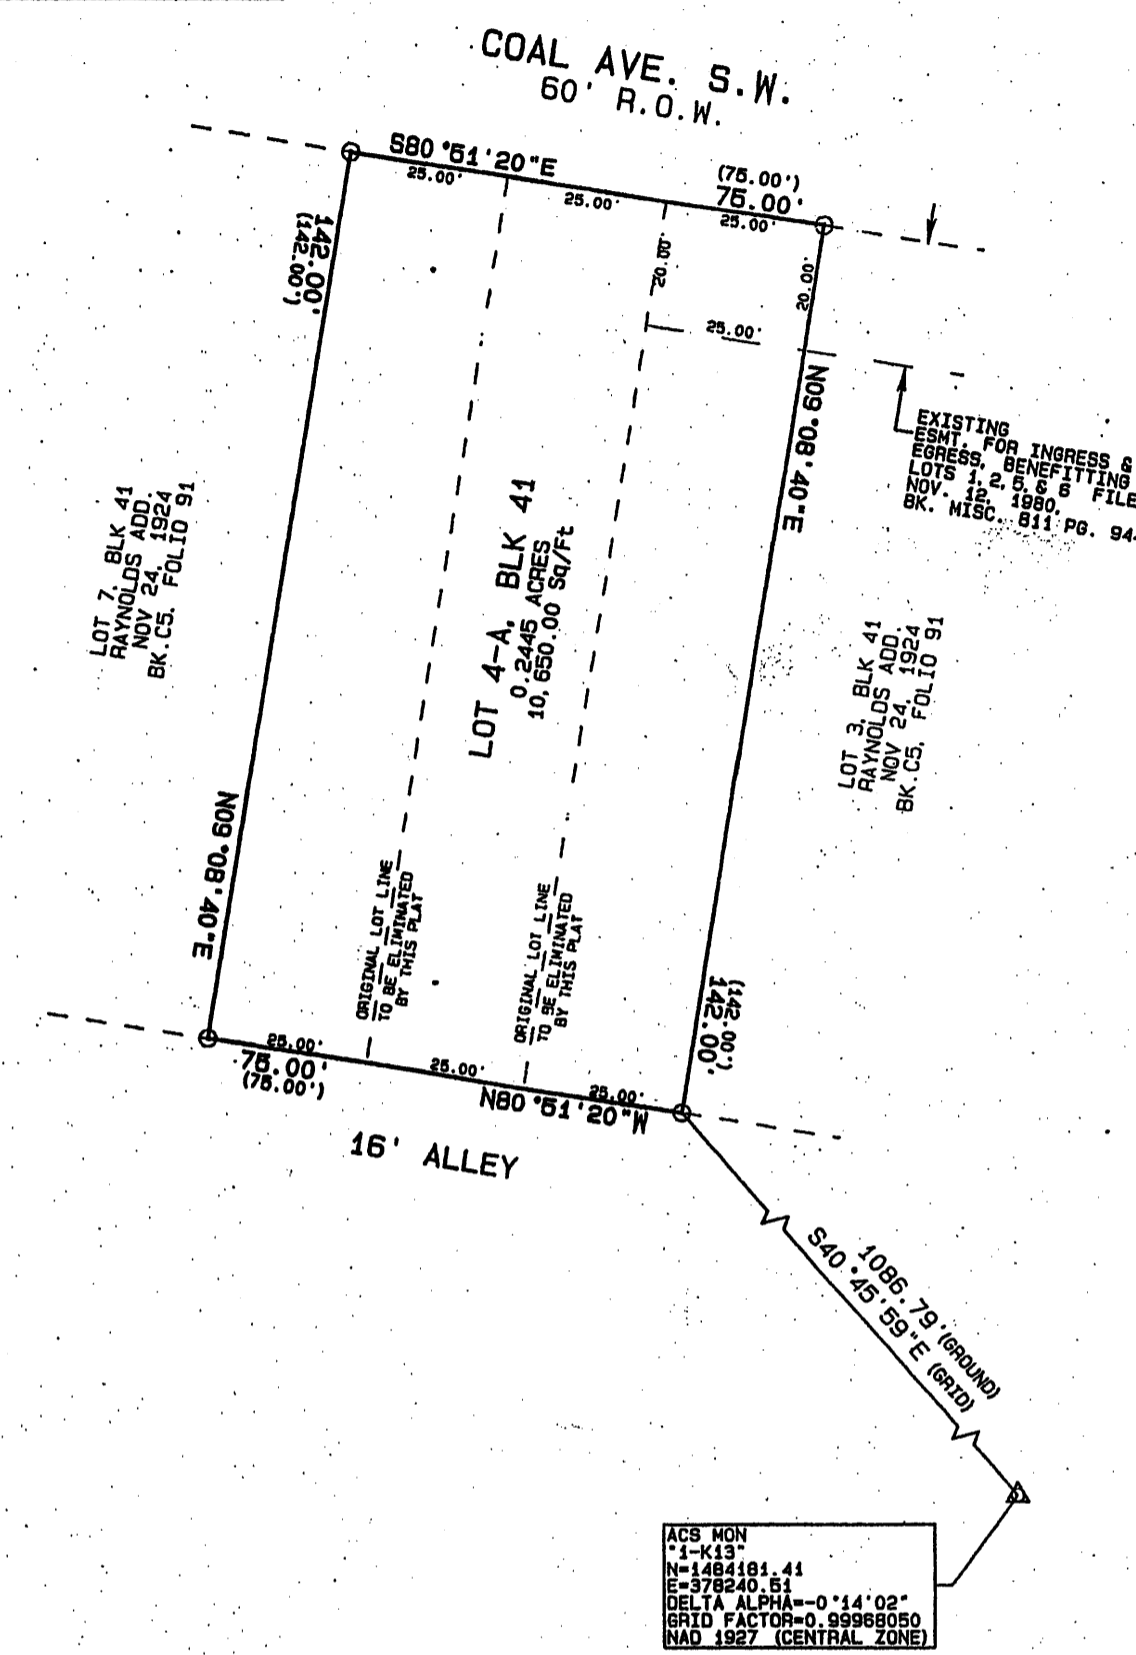 COAL AVE. S.W.
60' R.O.W.
S80°51'20"E
25.00'
25.00'
(75.00')
75.00'
25.00'
142.00'
(142.00')
20.00'
20.00'
25.00'
N09°08'40"E
EXISTING
ESMT. FOR INGRESS &
EGRESS, BENEFITTING
LOTS 1, 2, 5, & 6 FILE
NOV. 12, 1980,
BK. MISC. 811 PG. 94
LOT 7, BLK 41
RAYNOLDS ADD.
NOV 24, 1924
BK.C5, FOLIO 91
LOT 4-A, BLK 41
0.2445 ACRES
10,650.00 Sq/Ft
LOT 3, BLK 41
RAYNOLDS ADD.
NOV 24, 1924
BK.C5, FOLIO 91
N09°08'40"E
ORIGINAL LOT LINE
TO BE ELIMINATED
BY THIS PLAT
ORIGINAL LOT LINE
TO BE ELIMINATED
BY THIS PLAT
(142.00')
142.00'
25.00'
75.00'
(75.00')
25.00'
25.00'
N80°51'20"W
16' ALLEY
1086.79'(GROUND)
S40°45'59"E (GRID)
ACS MON
"1-K13"
N=1484181.41
E=378240.51
DELTA ALPHA=-0°14'02"
GRID FACTOR=0.99968050
NAD 1927 (CENTRAL ZONE)